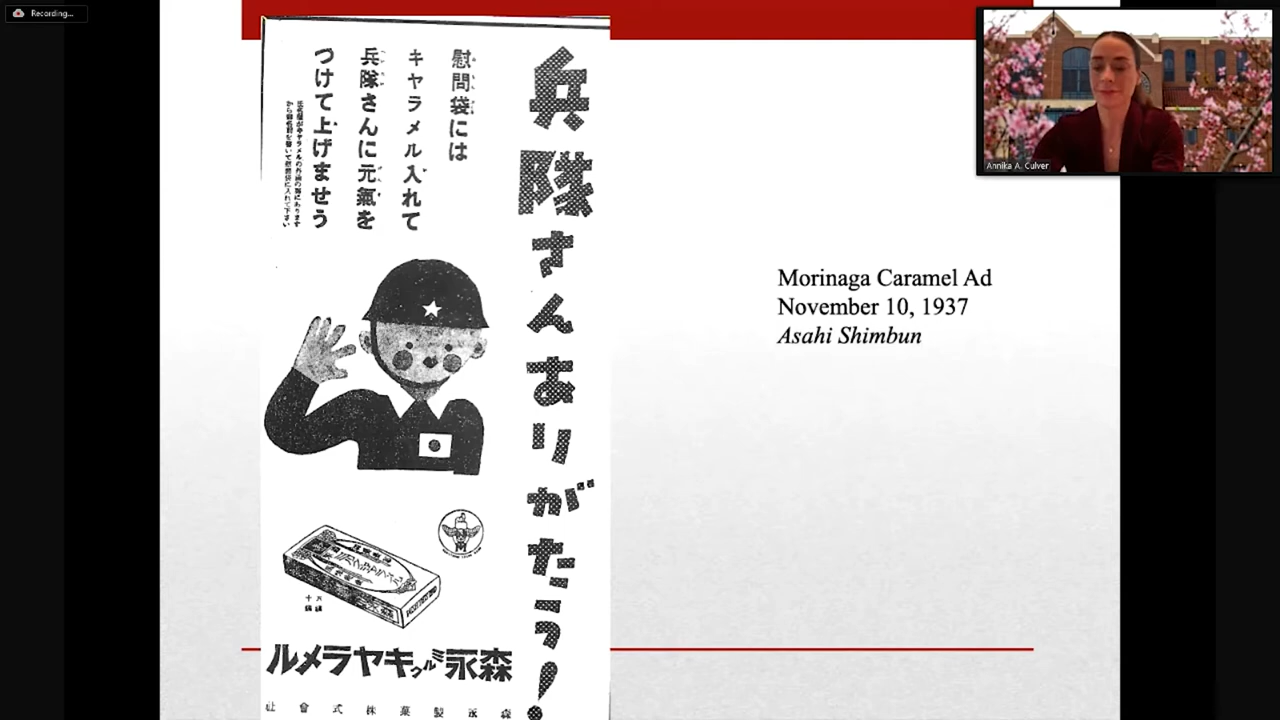 Recording...
兵隊さんありがたう!
慰問袋には
キャラメル入れて
兵隊さんに元氣を
つけて上げませう
森永ミルクキヤラメル
森永製菓株式會社
Morinaga Caramel Ad
November 10, 1937
Asahi Shimbun
Annika A. Culver